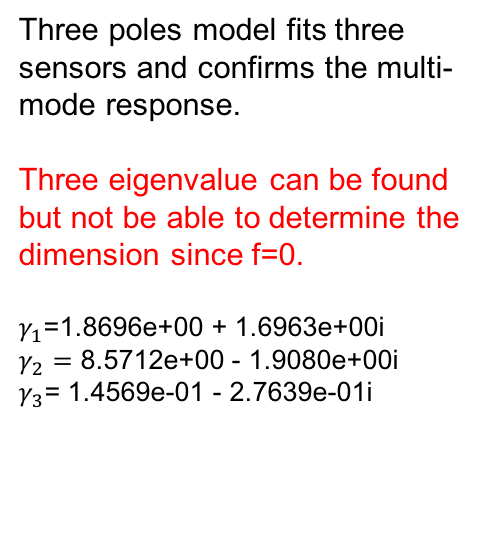 Three poles model fits three
sensors and confirms the multi-
mode response.
Three eigenvalue can be found
but not be able to determine the
dimension since f=0.
γ₁=1.8696e+00 + 1.6963e+00i
γ₂ = 8.5712e+00 - 1.9080e+00i
γ₃= 1.4569e-01 - 2.7639e-01i